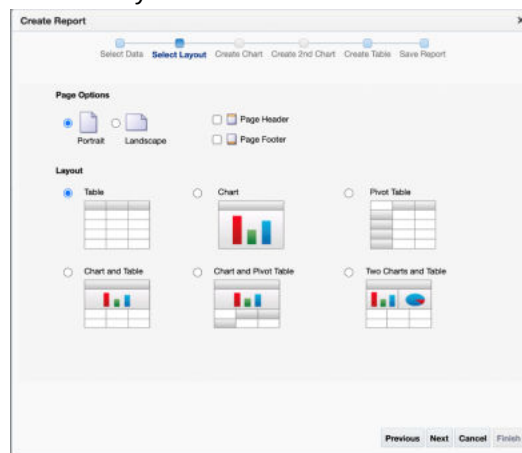 Create Report
Select Data Select Layout Create Chart Create 2nd Chart Create Table Save Report
Page Options
Portrait Landscape
Page Header
Page Footer
Layout
Table Chart Pivot Table
Chart and Table Chart and Pivot Table Two Charts and Table
Previous Next Cancel Finish